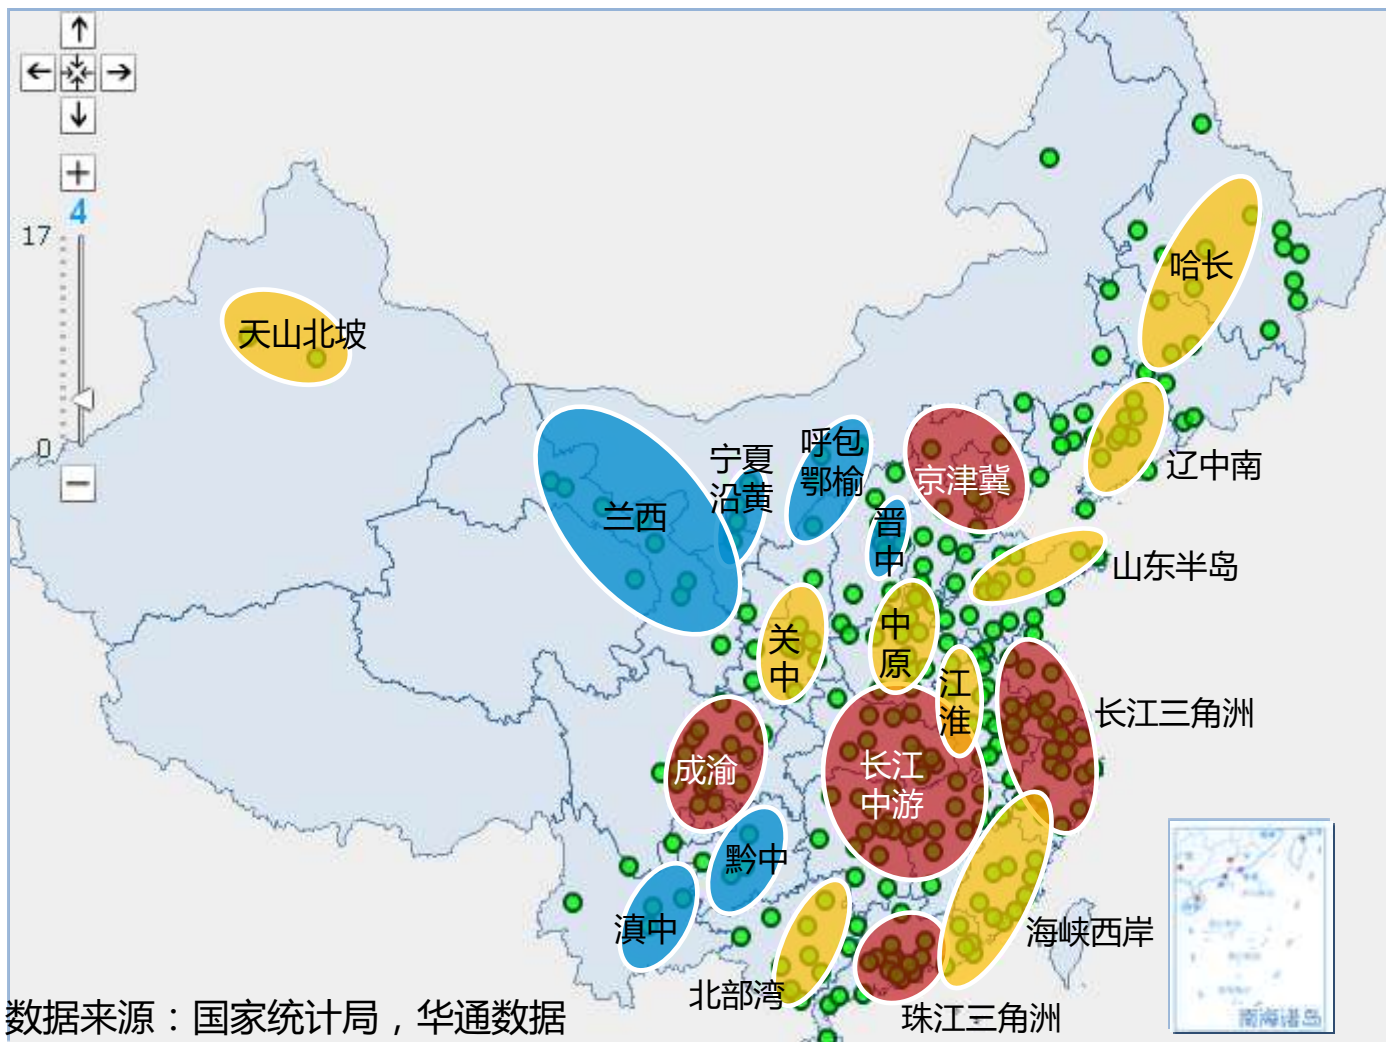 4
17
0
哈长
天山北坡
呼包
鄂榆
宁夏
沿黄
京津冀
辽中南
兰西
晋
中
山东半岛
关
中
中
原
江
淮
长江三角洲
成渝
长江
中游
黔中
滇中
海峡西岸
北部湾
珠江三角洲
数据来源：国家统计局，华通数据
南海诸岛